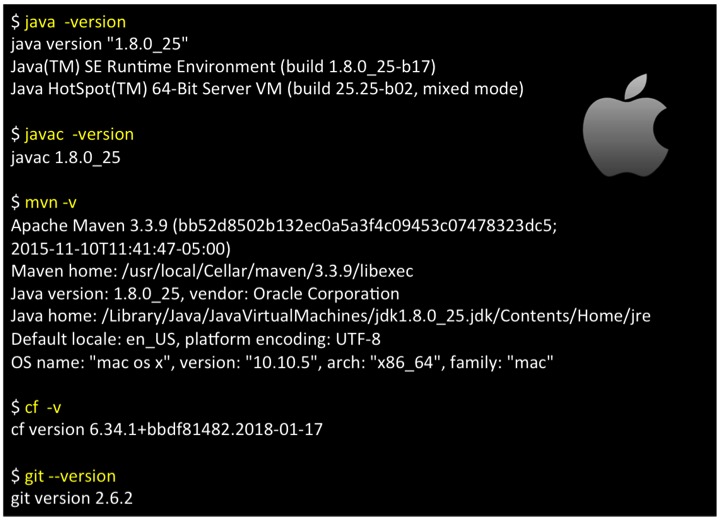 $ java -version
java version "1.8.0_25"
Java(TM) SE Runtime Environment (build 1.8.0_25-b17)
Java HotSpot(TM) 64-Bit Server VM (build 25.25-b02, mixed mode)
$ javac -version
javac 1.8.0_25
$ mvn -v
Apache Maven 3.3.9 (bb52d8502b132ec0a5a3f4c09453c07478323dc5;
2015-11-10T11:41:47-05:00)
Maven home: /usr/local/Cellar/maven/3.3.9/libexec
Java version: 1.8.0_25, vendor: Oracle Corporation
Java home: /Library/Java/JavaVirtualMachines/jdk1.8.0_25.jdk/Contents/Home/jre
Default locale: en_US, platform encoding: UTF-8
OS name: "mac os x", version: "10.10.5", arch: "x86_64", family: "mac"
$ cf -v
cf version 6.34.1+bbdf81482.2018-01-17
$ git --version
git version 2.6.2